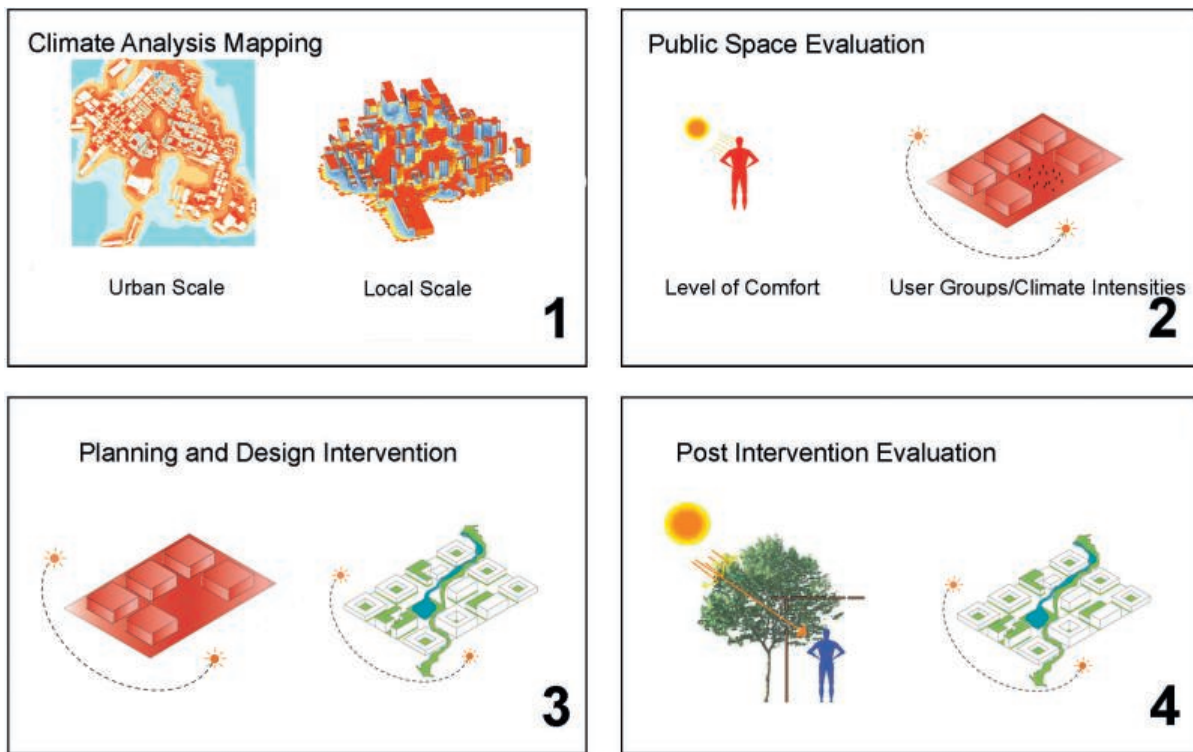 Climate Analysis Mapping
Urban Scale
Local Scale
1
Public Space Evaluation
Level of Comfort
User Groups/Climate Intensities
2
Planning and Design Intervention
3
Post Intervention Evaluation
4